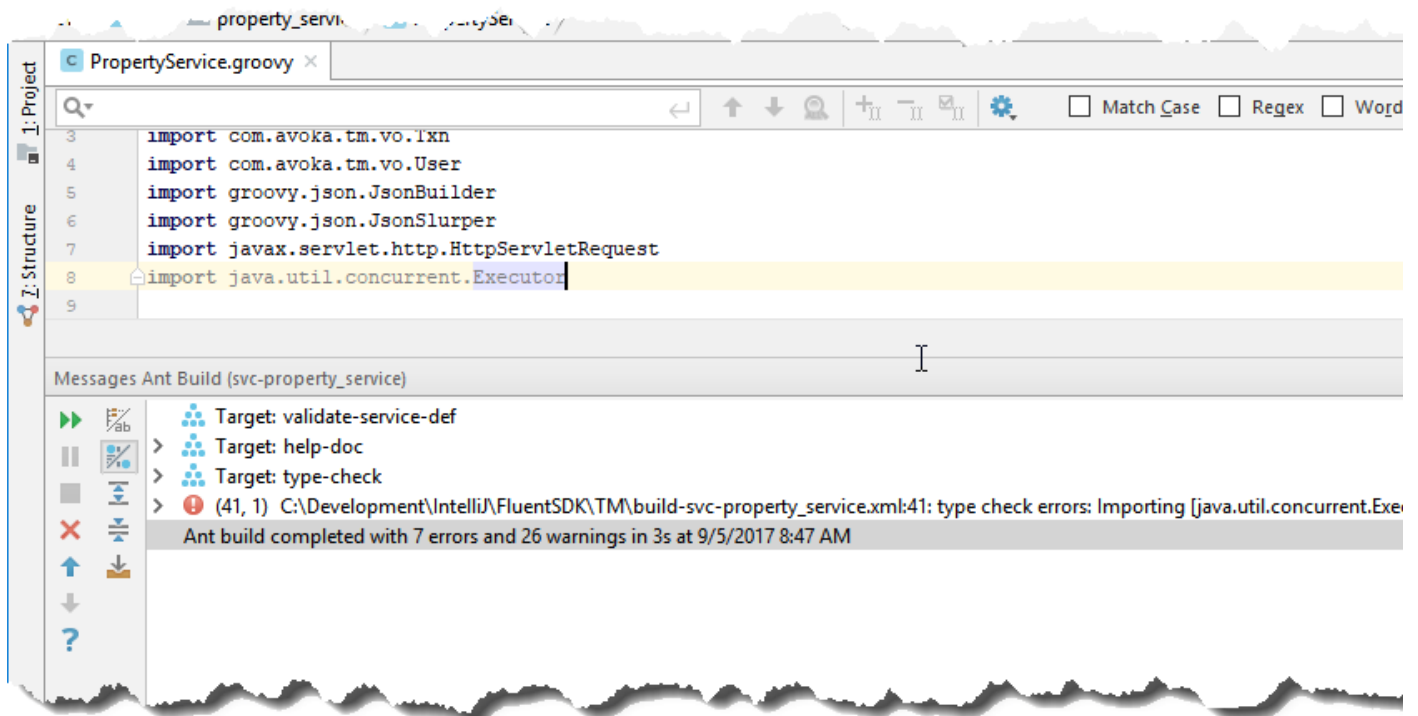 property_servi
PropertyService.groovy
1: Project
7: Structure
Match Case Regex Word
3 import com.avoka.tm.vo.Txn
4 import com.avoka.tm.vo.User
5 import groovy.json.JsonBuilder
6 import groovy.json.JsonSlurper
7 import javax.servlet.http.HttpServletRequest
8 import java.util.concurrent.Executor
9
Messages Ant Build (svc-property_service)
Target: validate-service-def
Target: help-doc
Target: type-check
(41, 1) C:\Development\IntelliJ\FluentSDK\TM\build-svc-property_service.xml:41: type check errors: Importing [java.util.concurrent.Exe
Ant build completed with 7 errors and 26 warnings in 3s at 9/5/2017 8:47 AM